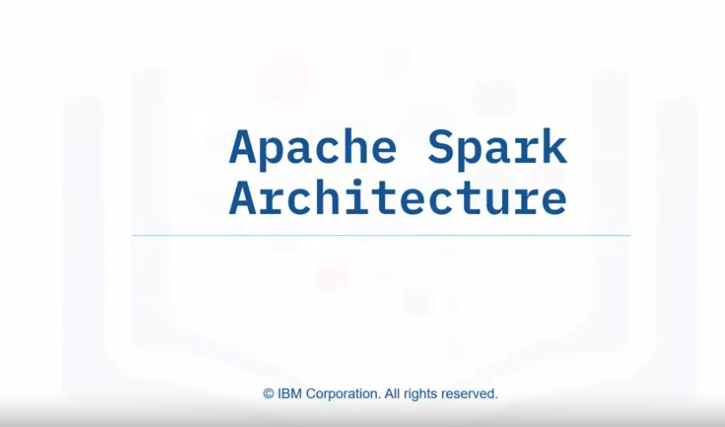 Apache Spark
Architecture
© IBM Corporation. All rights reserved.